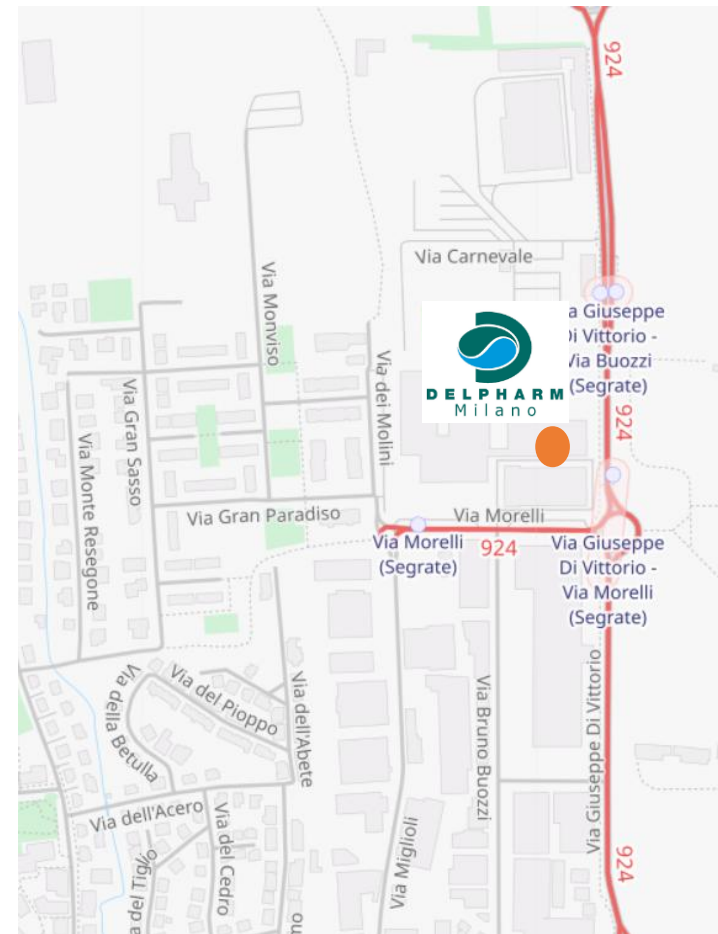 924
Via Carnevale
Via Monviso
a Giuseppe
Di Vittorio -
Via Buozzi
(Segrate)
DELPHARM
Milano
924
Via dei Molini
Via Gran Sasso
Via Monte Resegone
Via Gran Paradiso
Via Morelli
Via Morelli
(Segrate)
924
Via Giuseppe
Di Vittorio -
Via Morelli
(Segrate)
Via della Betulla
Via del Pioppo
Via dell'Abete
Via Bruno Buozzi
Via Giuseppe Di Vittorio
Via dell'Acero
Via del Cedro
a del Tiglio
Via Miglioli
924
no